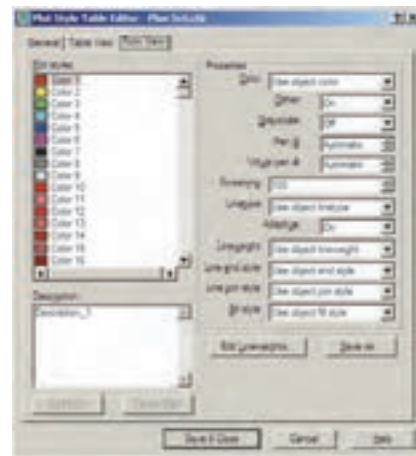 Plot Style Table Editor -
General
Table View
Form View
Plot styles:
Color 1
Color 2
Color 3
Color 4
Color 5
Color 6
Color 7
Color 8
Color 9
Color 10
Color 11
Color 12
Color 13
Color 14
Color 15
Color 16
Description:
Description_1
Properties
Color: Use object color
Dither: On
Grayscale: Off
Pen #: Automatic
Virtual pen #: Automatic
Screening: 100
Linetype: Use object linetype
Adaptive: On
Lineweight: Use object lineweight
Line end style: Use object end style
Line join style: Use object join style
Fill style: Use object fill style
Edit Lineweights...
Save As...
Save & Close
Cancel
Help